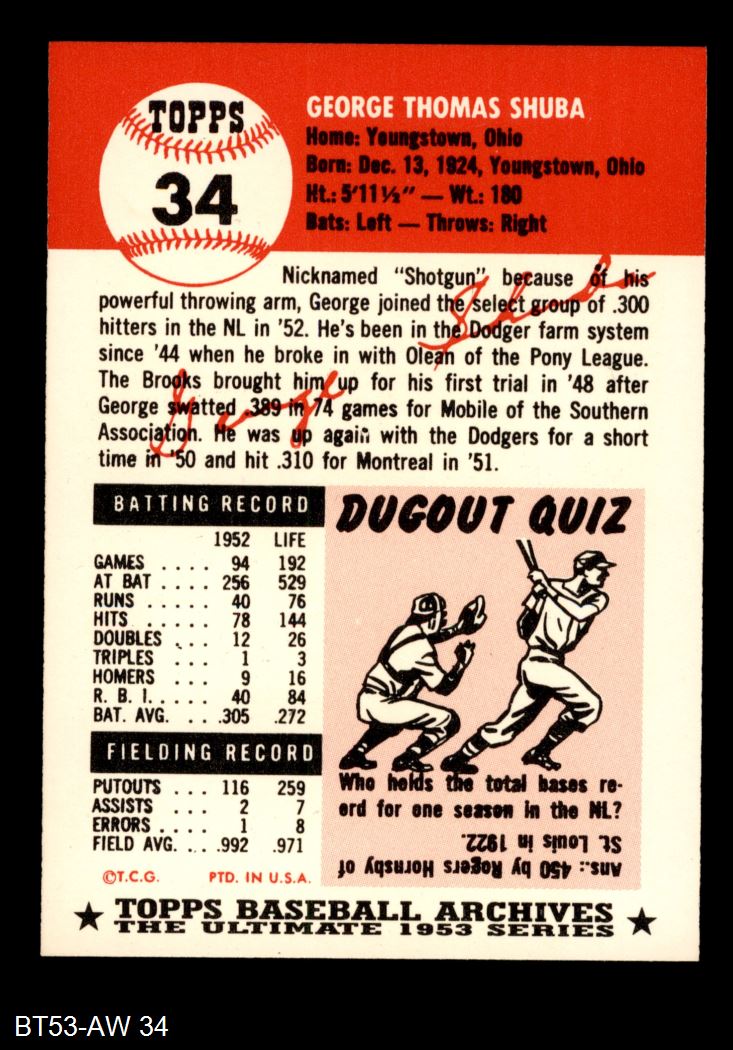 TOPPS
34
GEORGE THOMAS SHUBA
Home: Youngstown, Ohio
Born: Dec. 13, 1924, Youngstown, Ohio
Ht.: 5'11½" — Wt.: 180
Bats: Left — Throws: Right
Nicknamed "Shotgun" because of his
powerful throwing arm, George joined the select group of .300
hitters in the NL in '52. He's been in the Dodger farm system
since '44 when he broke in with Olean of the Pony League.
The Brooks brought him up for his first trial in '48 after
George swatted .389 in 74 games for Mobile of the Southern
Association. He was up again with the Dodgers for a short
time in '50 and hit .310 for Montreal in '51.
George Shuba
BATTING RECORD
1952 LIFE
GAMES .... 94 192
AT BAT .... 256 529
RUNS ..... 40 76
HITS ..... 78 144
DOUBLES ... 12 26
TRIPLES ... 1 3
HOMERS ... 9 16
R. B. I. .... 40 84
BAT. AVG. ... .305 .272
FIELDING RECORD
PUTOUTS ... 116 259
ASSISTS ... 2 7
ERRORS .... 1 8
FIELD AVG. ... .992 .971
©T.C.G. PTD. IN U.S.A.
DUGOUT QUIZ
Who holds the total bases re-
ord for one season in the NL?
Ans.: 450 by Rogers Hornsby of
St. Louis in 1922.
★ TOPPS BASEBALL ARCHIVES ★
THE ULTIMATE 1953 SERIES
BT53-AW 34